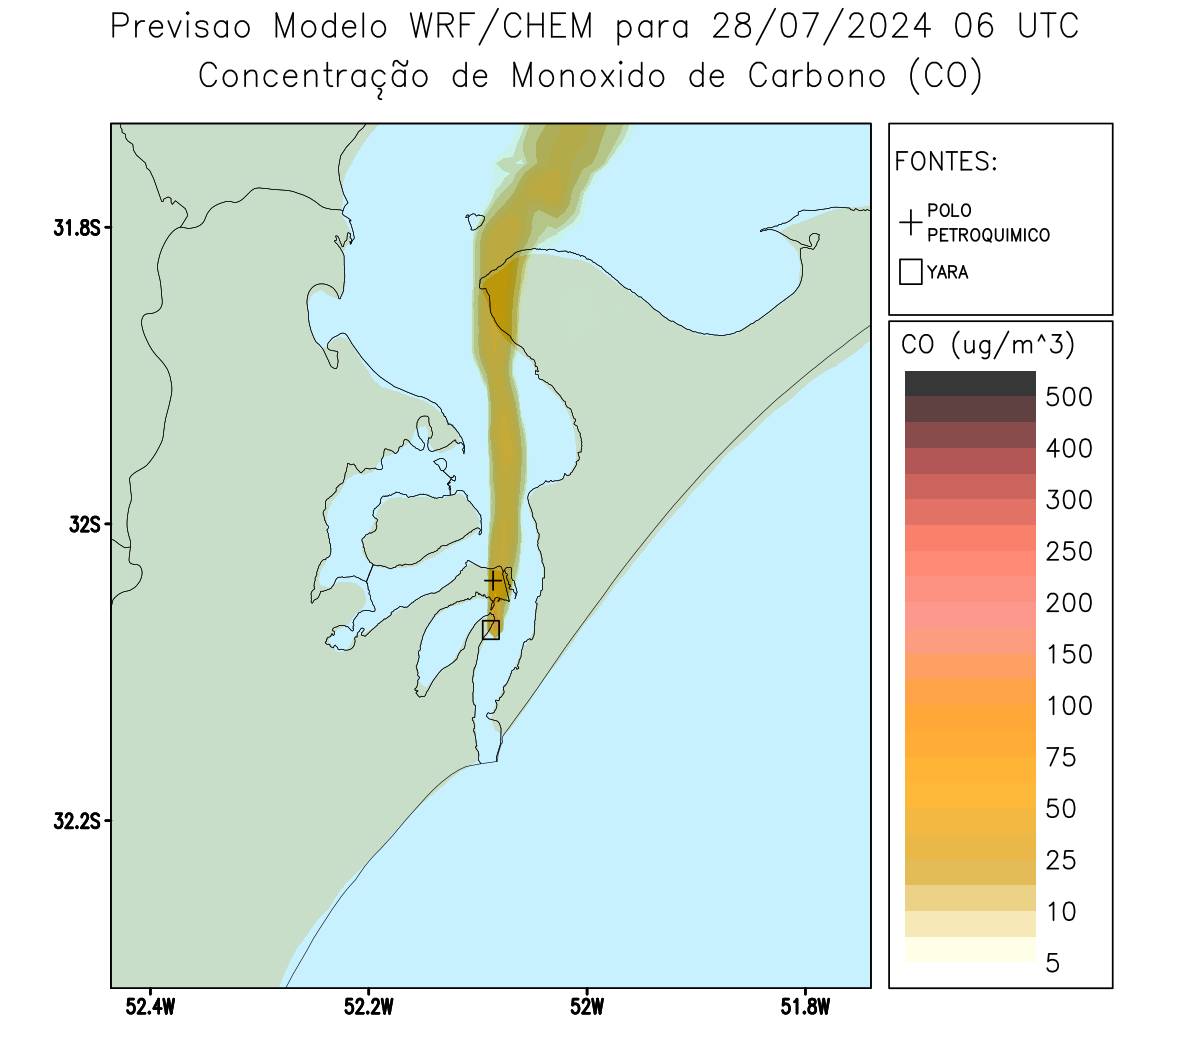 Previsao Modelo WRF/CHEM para 28/07/2024 06 UTC
Concentração de Monoxido de Carbono (CO)
FONTES:
POLO
PETROQUIMICO
YARA
CO (ug/m^3)
500
400
300
250
200
150
100
75
50
25
10
5
31.8S
32S
32.2S
52.4W
52.2W
52W
51.8W